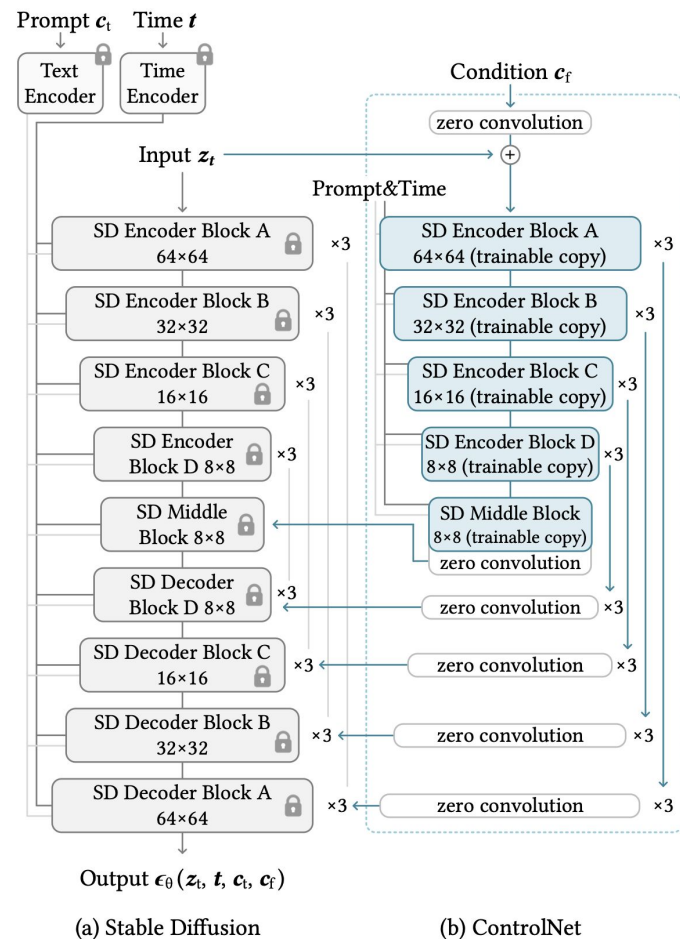 Prompt cₜ
Time t
Text
Encoder
Time
Encoder
Input zₜ
SD Encoder Block A
64×64
×3
SD Encoder Block B
32×32
×3
SD Encoder Block C
16×16
×3
SD Encoder
Block D 8×8
×3
SD Middle
Block 8×8
SD Decoder
Block D 8×8
×3
SD Decoder Block C
16×16
×3
SD Decoder Block B
32×32
×3
SD Decoder Block A
64×64
×3
Output ϵθ(zₜ, t, cₜ, c_f)
(a) Stable Diffusion
Condition c_f
zero convolution
+
Prompt&Time
SD Encoder Block A
64×64 (trainable copy)
×3
SD Encoder Block B
32×32 (trainable copy)
×3
SD Encoder Block C
16×16 (trainable copy)
×3
SD Encoder Block D
8×8 (trainable copy)
×3
SD Middle Block
8×8 (trainable copy)
zero convolution
zero convolution
×3
zero convolution
×3
zero convolution
×3
zero convolution
×3
(b) ControlNet